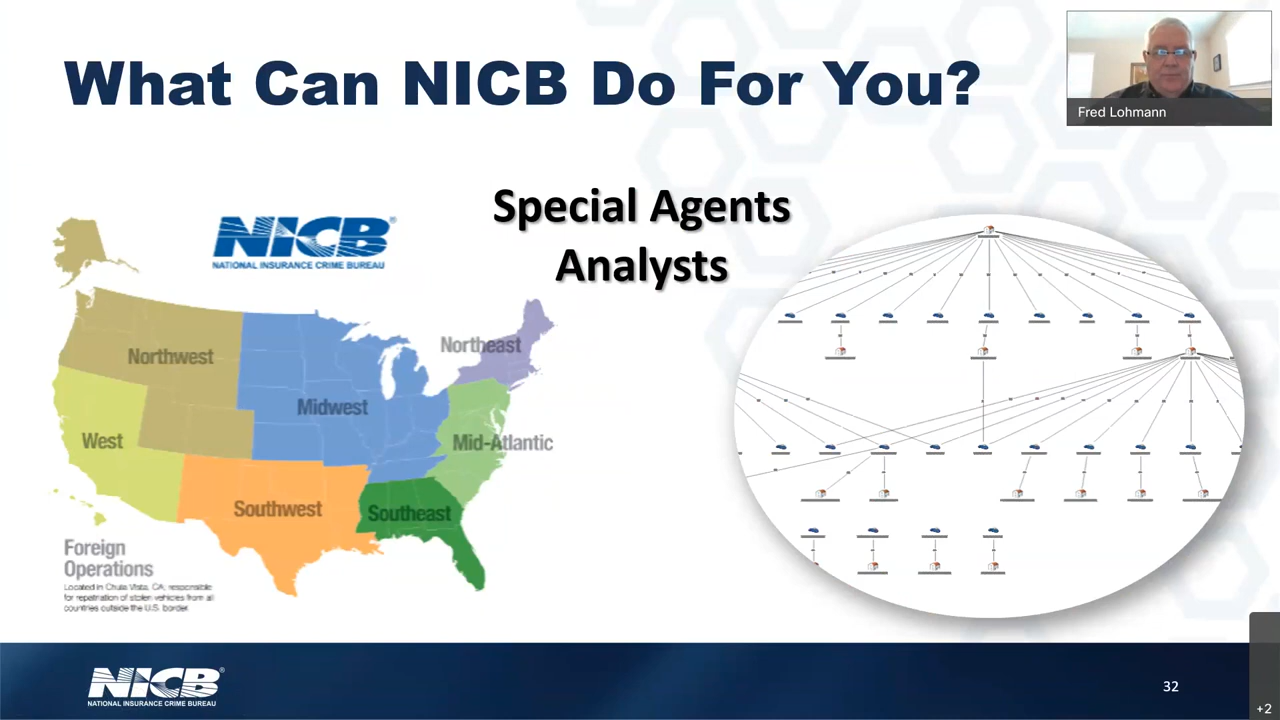 What Can NICB Do For You?
Fred Lohmann
Special Agents
Analysts
NICB®
NATIONAL INSURANCE CRIME BUREAU
Northwest
Northeast
Midwest
West
Mid-Atlantic
Southwest
Southeast
Foreign
Operations
Located in Chula Vista, CA; responsible
for repatriation of stolen vehicles from all
countries outside the U.S. border.
NICB®
NATIONAL INSURANCE CRIME BUREAU
32
+2